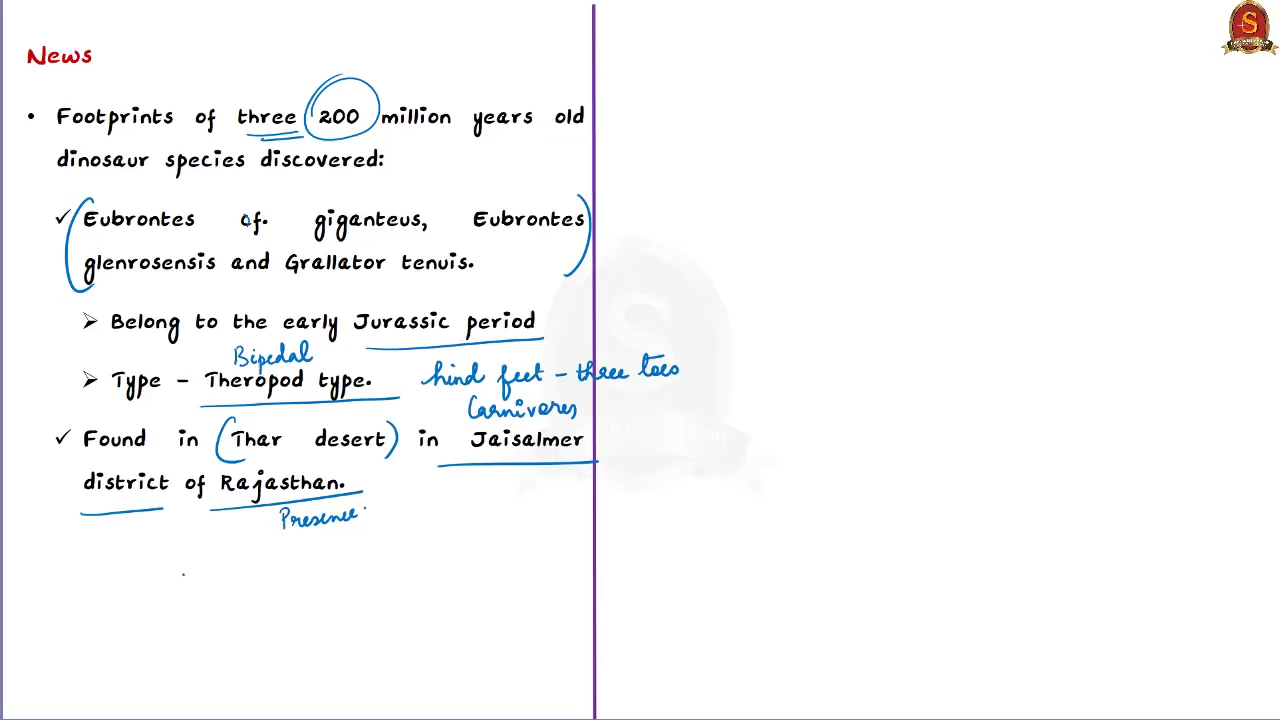 News
• Footprints of three 200 million years old
dinosaur species discovered:
✓ Eubrontes of. giganteus, Eubrontes
glenrosensis and Grallator tenuis.
➢ Belong to the early Jurassic period
Bipedal
➢ Type – Theropod type. hind feet – three toes
Carnivores
✓ Found in (Thar desert) in Jaisalmer
district of Rajasthan.
Presence
S
S